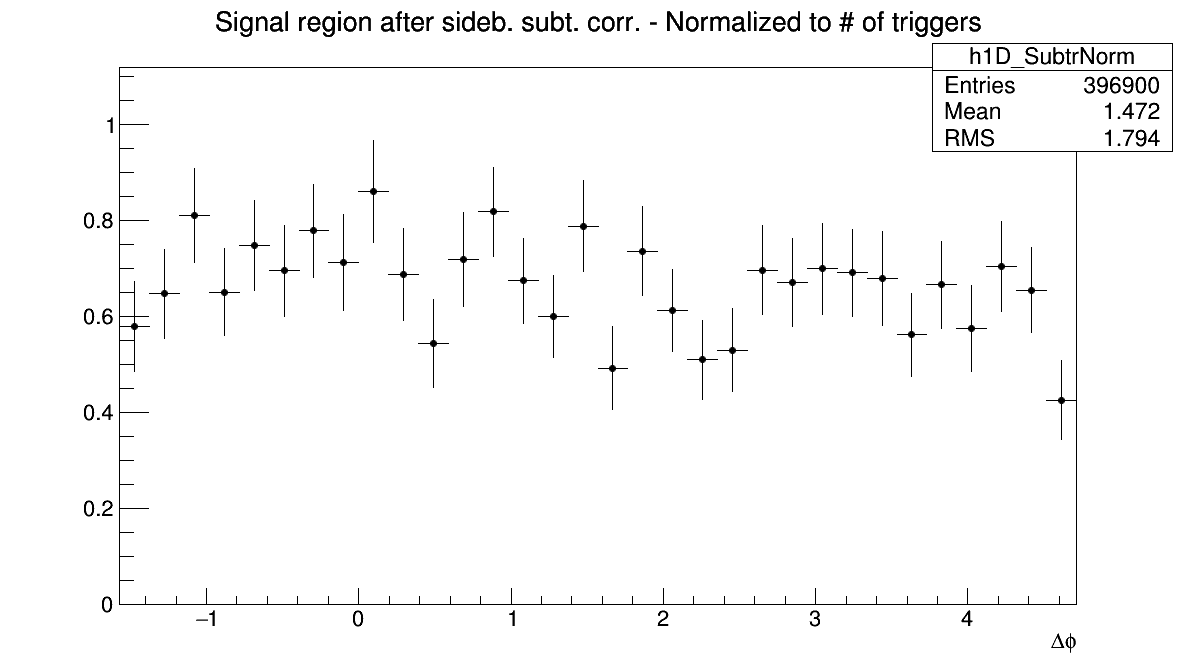 Signal region after sideb. subt. corr. - Normalized to # of triggers
h1D_SubtrNorm
Entries 396900
Mean 1.472
RMS 1.794
1
0.8
0.6
0.4
0.2
0
−1 0 1 2 3 4
Δϕ